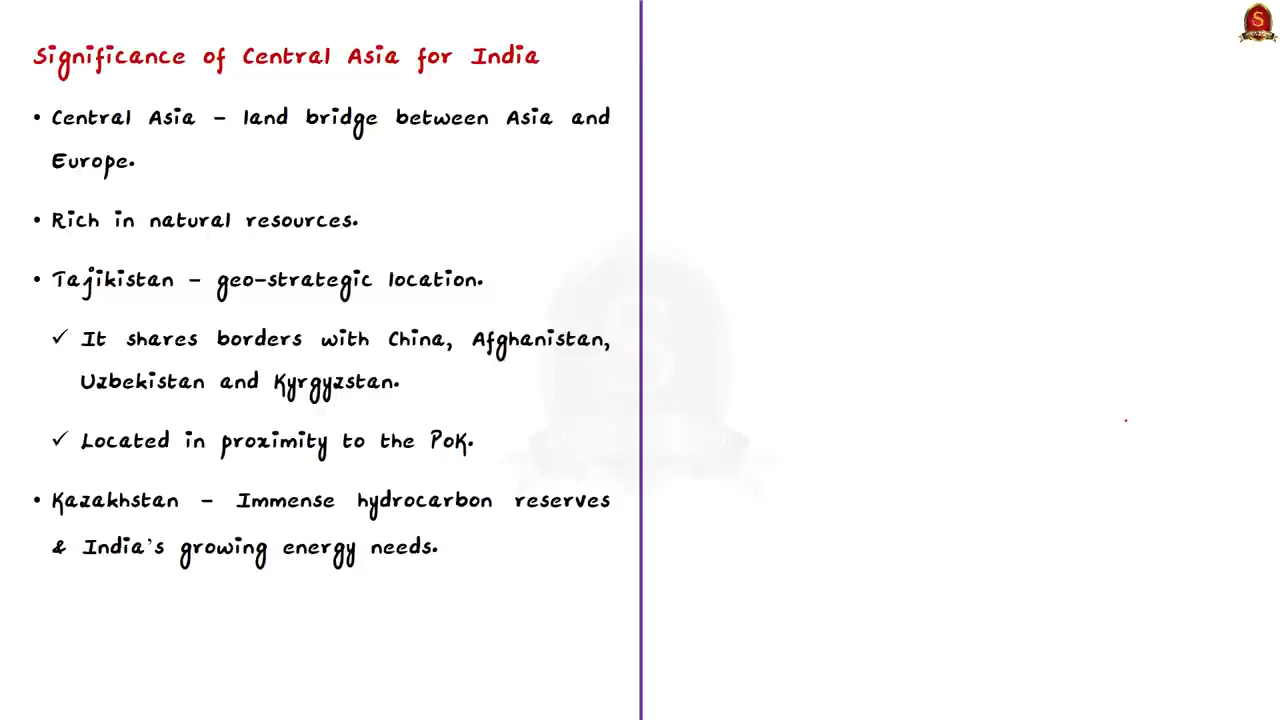 Significance of Central Asia for India
• Central Asia – land bridge between Asia and
Europe.
• Rich in natural resources.
• Tajikistan – geo-strategic location.
✓ It shares borders with China, Afghanistan,
Uzbekistan and Kyrgyzstan.
✓ Located in proximity to the PoK.
• Kazakhstan – Immense hydrocarbon reserves
& India's growing energy needs.